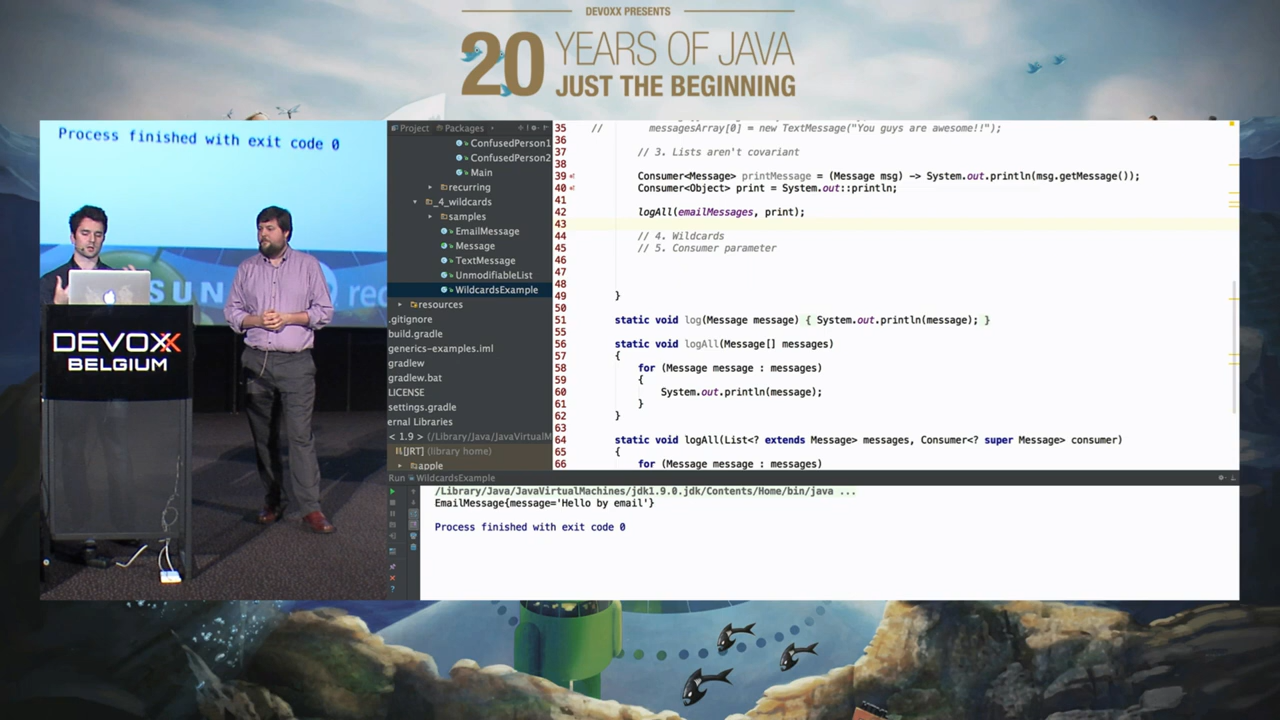 DEVOXX PRESENTS
20 YEARS OF JAVA
JUST THE BEGINNING
Process finished with exit code 0
SUN
rec
DEVOXX
BELGIUM
Project Packages
ConfusedPerson1
ConfusedPerson2
Main
recurring
_4_wildcards
samples
EmailMessage
Message
TextMessage
UnmodifiableList
WildcardsExample
resources
.gitignore
build.gradle
generics-examples.iml
gradlew
gradlew.bat
LICENSE
settings.gradle
ernal Libraries
< 1.9 > (/Library/Java/JavaVirtualM
[JRT] (library home)
apple
35 // messagesArray[0] = new TextMessage("You guys are awesome!!");
36
37 // 3. Lists aren't covariant
38
39 Consumer<Message> printMessage = (Message msg) -> System.out.println(msg.getMessage());
40 Consumer<Object> print = System.out::println;
41
42 logAll(emailMessages, print);
43
44 // 4. Wildcards
45 // 5. Consumer parameter
46
47
48
49 }
50
51 static void log(Message message) { System.out.println(message); }
55
56 static void logAll(Message[] messages)
57 {
58 for (Message message : messages)
59 {
60 System.out.println(message);
61 }
62 }
63
64 static void logAll(List<? extends Message> messages, Consumer<? super Message> consumer)
65 {
66 for (Message message : messages)
Run WildcardsExample
/Library/Java/JavaVirtualMachines/jdk1.9.0.jdk/Contents/Home/bin/java ...
EmailMessage{message='Hello by email'}
Process finished with exit code 0